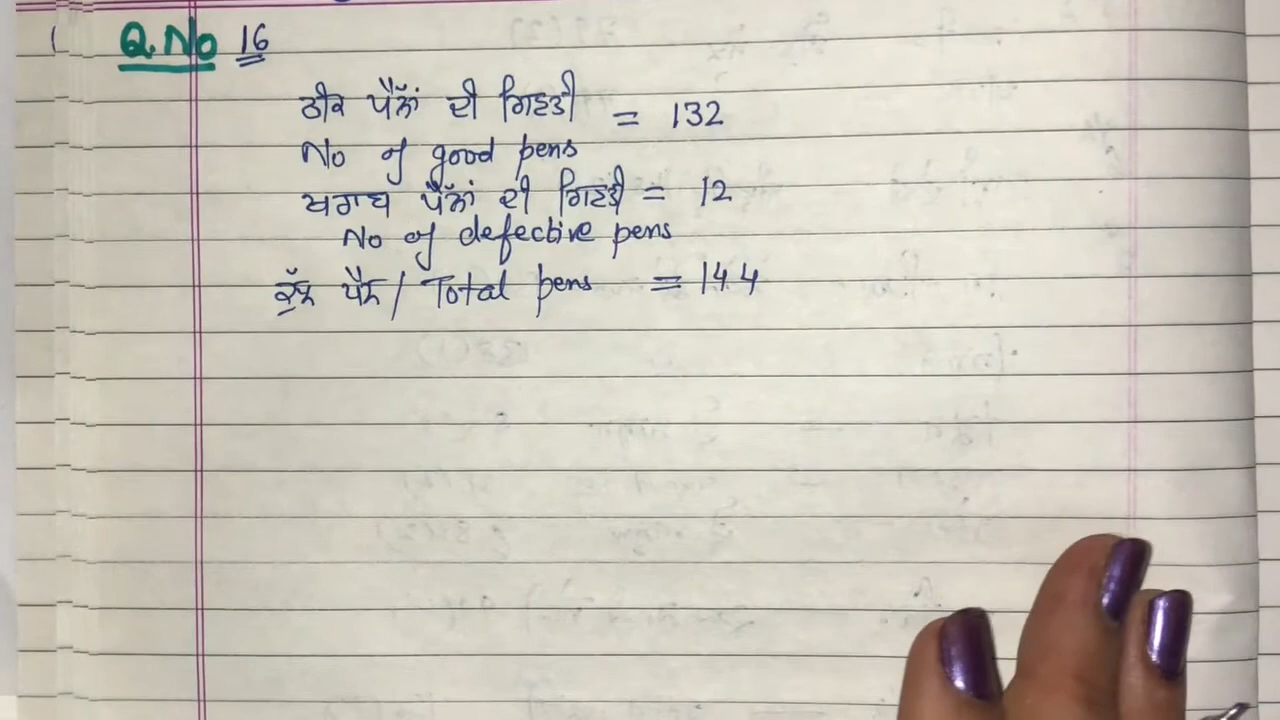 Q.No 16
ਠੀਕ ਪੈੱਨਾਂ ਦੀ ਗਿਣਤੀ = 132
No of good pens
ਖਰਾਬ ਪੈੱਨਾਂ ਦੀ ਗਿਣਤੀ = 12
No of defective pens
ਕੁੱਲ ਪੈਨ / Total pens = 144